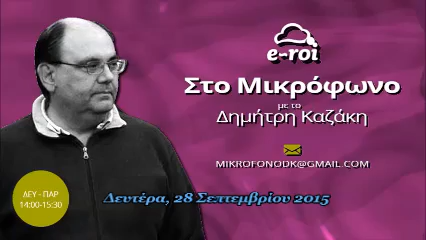 e-roi
Στο Μικρόφωνο
με το
Δημήτρη Καζάκη
MIKROFONODK@GMAIL.COM
ΔΕΥ - ΠΑΡ
14:00-15:30
Δευτέρα, 28 Σεπτεμβρίου 2015